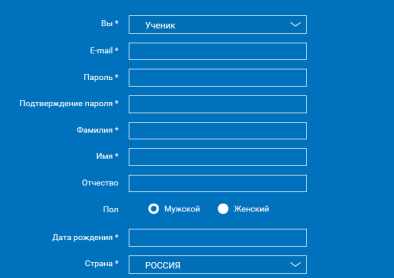 Вы * Ученик
E-mail *
Пароль *
Подтверждение пароля *
Фамилия *
Имя *
Отчество
Пол Мужской Женский
Дата рождения *
Страна * РОССИЯ